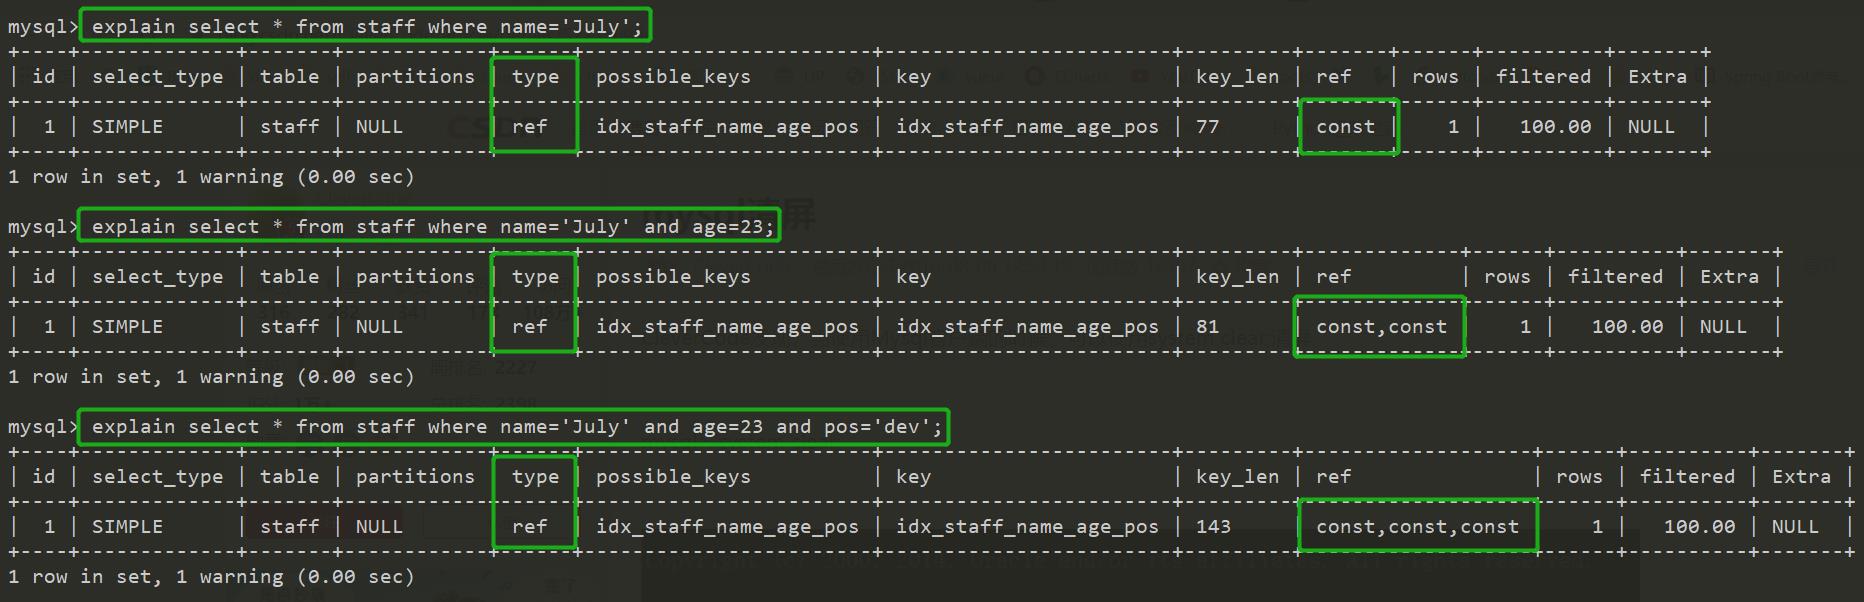 mysql> explain select * from staff where name='July';
+----+-------------+-------+------------+------+------------------------+------------------------+---------+-------+------+----------+-------+
| id | select_type | table | partitions | type | possible_keys          | key                    | key_len | ref   | rows | filtered | Extra |
+----+-------------+-------+------------+------+------------------------+------------------------+---------+-------+------+----------+-------+
|  1 | SIMPLE      | staff | NULL       | ref  | idx_staff_name_age_pos | idx_staff_name_age_pos | 77      | const |    1 |   100.00 | NULL  |
+----+-------------+-------+------------+------+------------------------+------------------------+---------+-------+------+----------+-------+
1 row in set, 1 warning (0.00 sec)
mysql> explain select * from staff where name='July' and age=23;
+----+-------------+-------+------------+------+------------------------+------------------------+---------+-------------+------+----------+-------+
| id | select_type | table | partitions | type | possible_keys          | key                    | key_len | ref         | rows | filtered | Extra |
+----+-------------+-------+------------+------+------------------------+------------------------+---------+-------------+------+----------+-------+
|  1 | SIMPLE      | staff | NULL       | ref  | idx_staff_name_age_pos | idx_staff_name_age_pos | 81      | const,const |    1 |   100.00 | NULL  |
+----+-------------+-------+------------+------+------------------------+------------------------+---------+-------------+------+----------+-------+
1 row in set, 1 warning (0.00 sec)
mysql> explain select * from staff where name='July' and age=23 and pos='dev';
+----+-------------+-------+------------+------+------------------------+------------------------+---------+-------------------+------+----------+-------+
| id | select_type | table | partitions | type | possible_keys          | key                    | key_len | ref               | rows | filtered | Extra |
+----+-------------+-------+------------+------+------------------------+------------------------+---------+-------------------+------+----------+-------+
|  1 | SIMPLE      | staff | NULL       | ref  | idx_staff_name_age_pos | idx_staff_name_age_pos | 143     | const,const,const |    1 |   100.00 | NULL  |
+----+-------------+-------+------------+------+------------------------+------------------------+---------+-------------------+------+----------+-------+
1 row in set, 1 warning (0.00 sec)